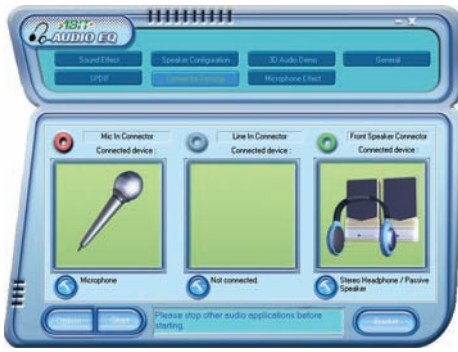 AUDIO EQ
Sound Effect
Speaker Configuration
3D Audio Demo
General
SPDIF
Connector Sensing
Microphone Effect
Mic In Connector
Line In Connector
Front Speaker Connector
Connected device :
Connected device :
Connected device :
Microphone
Not connected.
Stereo Headphone / Passive
Speaker
Please stop other audio applications before
starting.